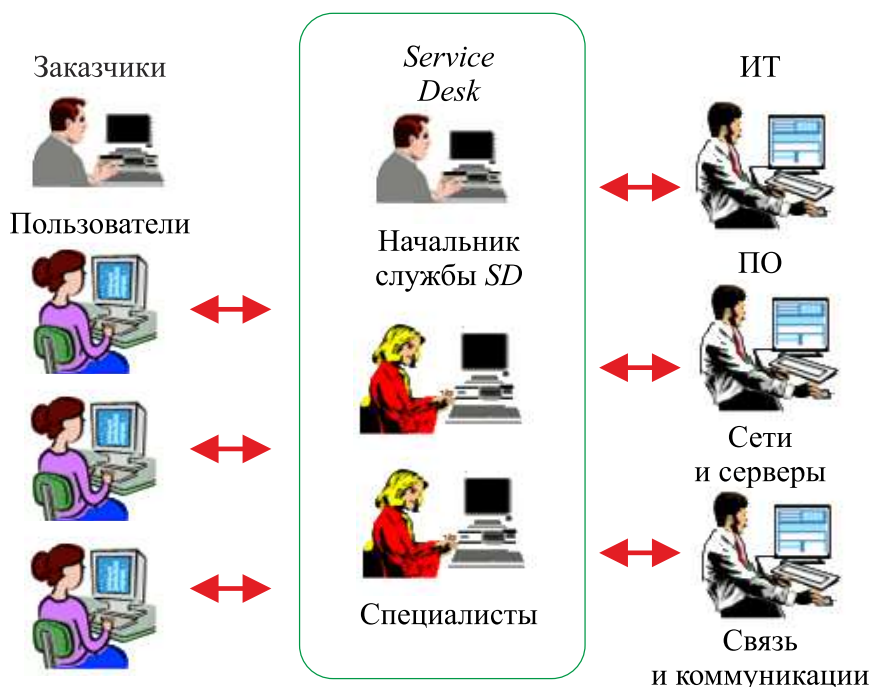 Заказчики
Пользователи
Service
Desk
Начальник
службы SD
Специалисты
ИТ
ПО
Сети
и серверы
Связь
и коммуникации